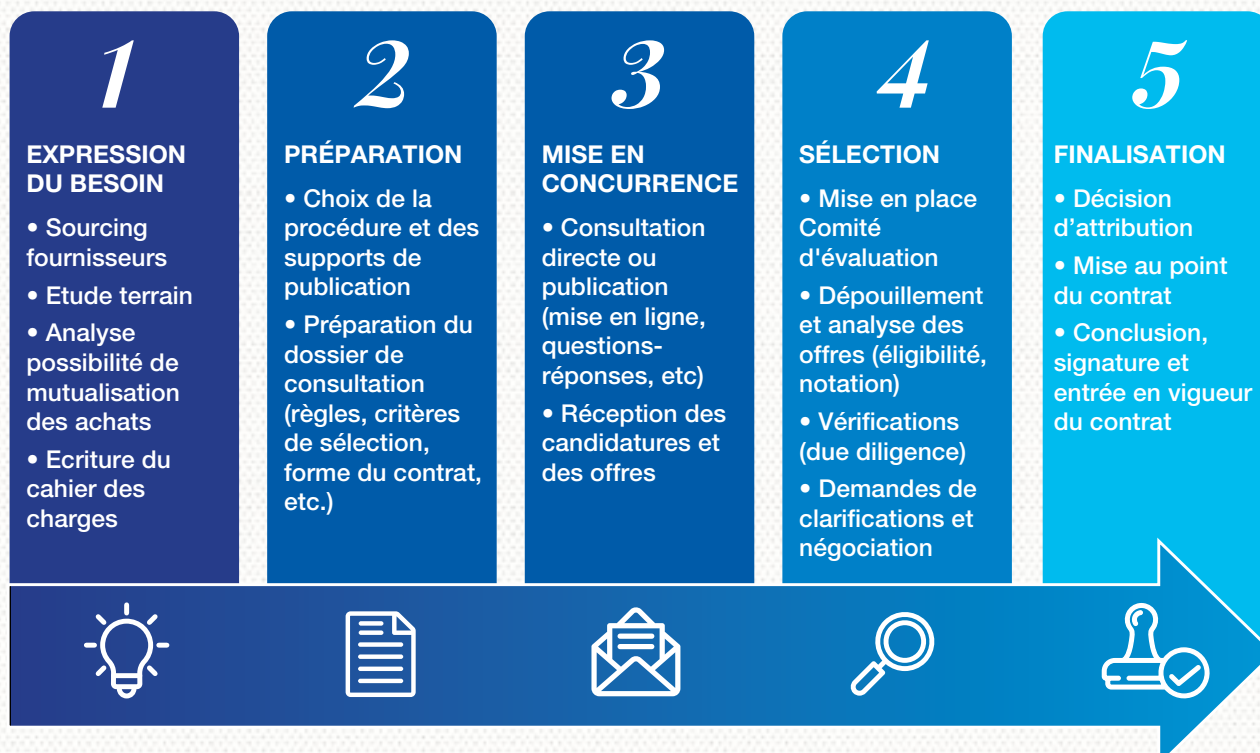 1
EXPRESSION
DU BESOIN
• Sourcing
fournisseurs
• Etude terrain
• Analyse
possibilité de
mutualisation
des achats
• Ecriture du
cahier des
charges
2
PRÉPARATION
• Choix de la
procédure et des
supports de
publication
• Préparation du
dossier de
consultation
(règles, critères
de sélection,
forme du contrat,
etc.)
3
MISE EN
CONCURRENCE
• Consultation
directe ou
publication
(mise en ligne,
questions-
réponses, etc)
• Réception des
candidatures et
des offres
4
SÉLECTION
• Mise en place
Comité
d'évaluation
• Dépouillement
et analyse des
offres (éligibilité,
notation)
• Vérifications
(due diligence)
• Demandes de
clarifications et
négociation
5
FINALISATION
• Décision
d’attribution
• Mise au point
du contrat
• Conclusion,
signature et
entrée en vigueur
du contrat